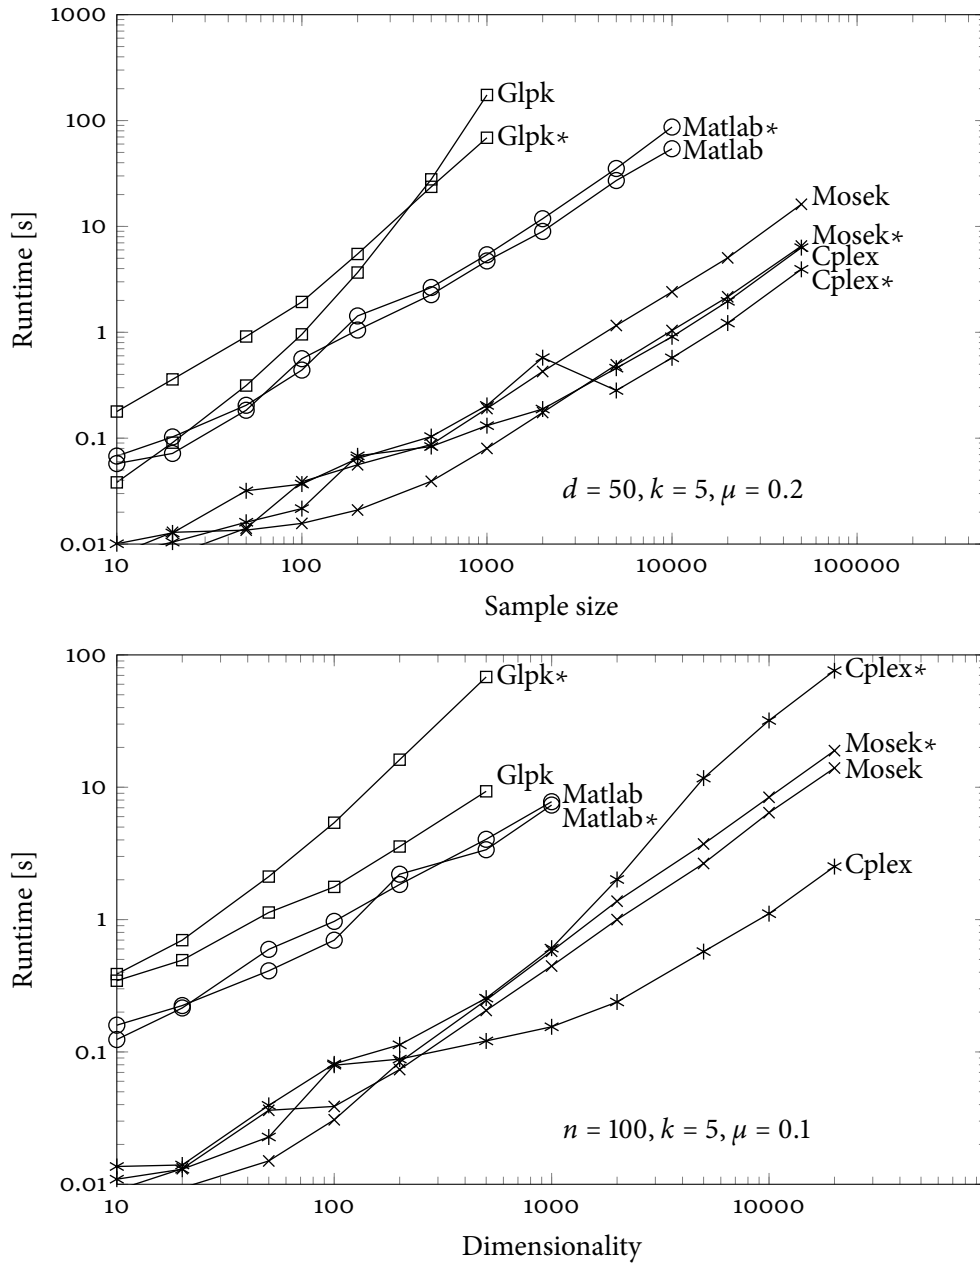 1000
Glpk
100
Matlab*
Glpk*
Matlab
Mosek
10
Mosek*
Cplex
Cplex*
Runtime [s]
1
0.1
d = 50, k = 5, μ = 0.2
0.01
10 100 1000 10000 100000
Sample size
100
Glpk*
Cplex*
Mosek*
Glpk
Mosek
10
Matlab
Matlab*
Cplex
Runtime [s]
1
0.1
n = 100, k = 5, μ = 0.1
0.01
10 100 1000 10000
Dimensionality